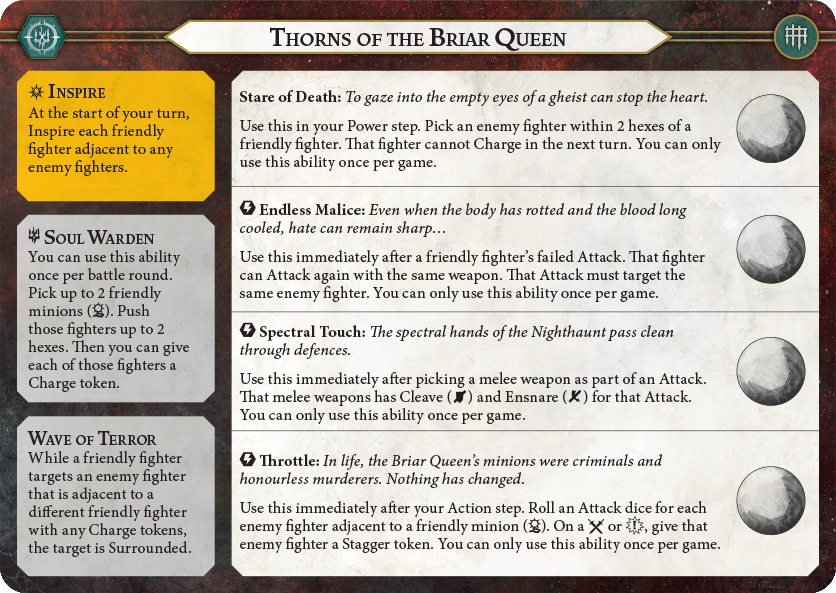 Thorns of the Briar Queen
Inspire
At the start of your turn,
Inspire each friendly
fighter adjacent to any
enemy fighters.
Soul Warden
You can use this ability
once per battle round.
Pick up to 2 friendly
minions ( ). Push
those fighters up to 2
hexes. Then you can give
each of those fighters a
Charge token.
Wave of Terror
While a friendly fighter
targets an enemy fighter
that is adjacent to a
different friendly fighter
with any Charge tokens,
the target is Surrounded.
Stare of Death: To gaze into the empty eyes of a gheist can stop the heart.
Use this in your Power step. Pick an enemy fighter within 2 hexes of a
friendly fighter. That fighter cannot Charge in the next turn. You can only
use this ability once per game.
Endless Malice: Even when the body has rotted and the blood long
cooled, hate can remain sharp…
Use this immediately after a friendly fighter's failed Attack. That fighter
can Attack again with the same weapon. That Attack must target the
same enemy fighter. You can only use this ability once per game.
Spectral Touch: The spectral hands of the Nighthaunt pass clean
through defences.
Use this immediately after picking a melee weapon as part of an Attack.
That melee weapons has Cleave ( ) and Ensnare ( ) for that Attack.
You can only use this ability once per game.
Throttle: In life, the Briar Queen's minions were criminals and
honourless murderers. Nothing has changed.
Use this immediately after your Action step. Roll an Attack dice for each
enemy fighter adjacent to a friendly minion ( ). On a or , give that
enemy fighter a Stagger token. You can only use this ability once per game.